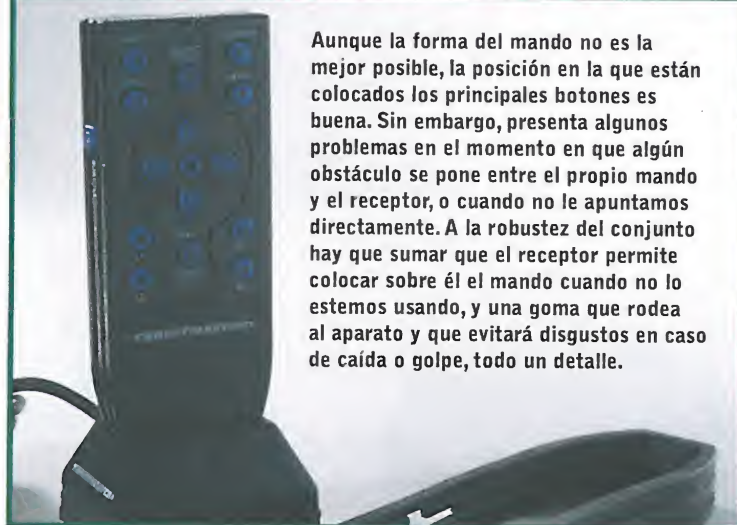 Aunque la forma del mando no es la
mejor posible, la posición en la que están
colocados los principales botones es
buena. Sin embargo, presenta algunos
problemas en el momento en que algún
obstáculo se pone entre el propio mando
y el receptor, o cuando no le apuntamos
directamente. A la robustez del conjunto
hay que sumar que el receptor permite
colocar sobre él el mando cuando no lo
estemos usando, y una goma que rodea
al aparato y que evitará disgustos en caso
de caída o golpe, todo un detalle.